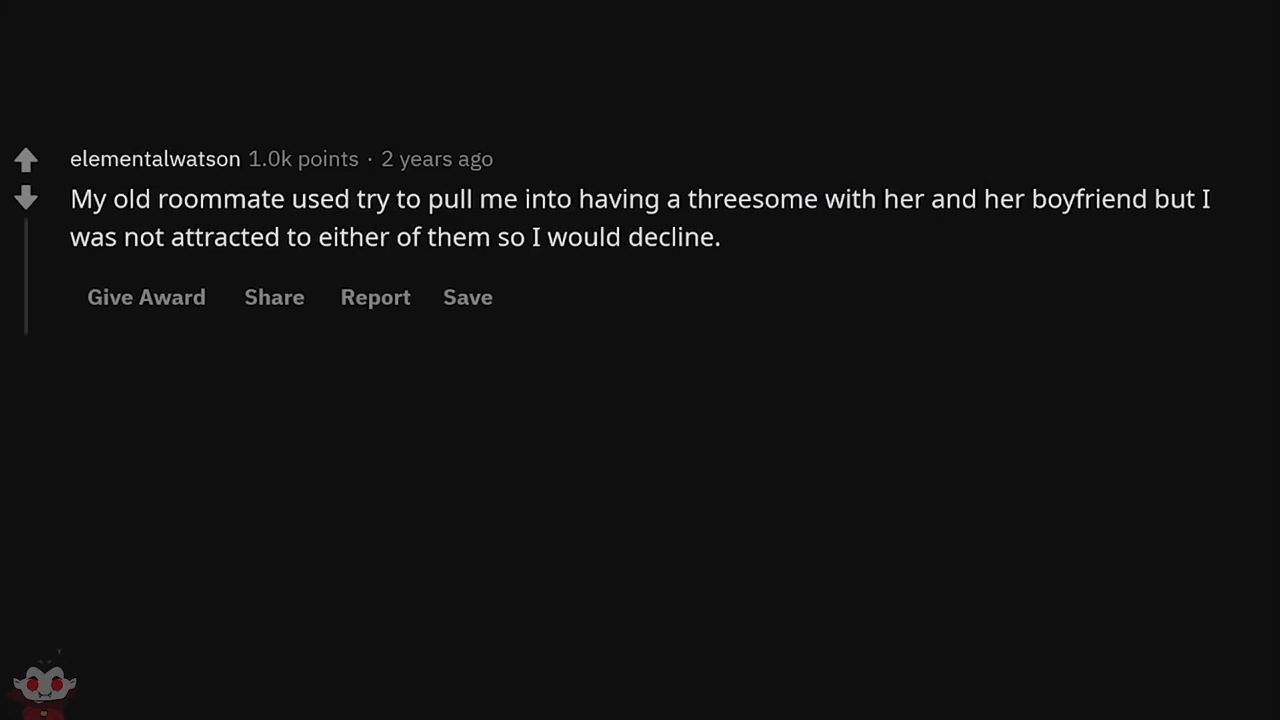 elementalwatson 1.0k points · 2 years ago
My old roommate used try to pull me into having a threesome with her and her boyfriend but I
was not attracted to either of them so I would decline.
Give Award Share Report Save